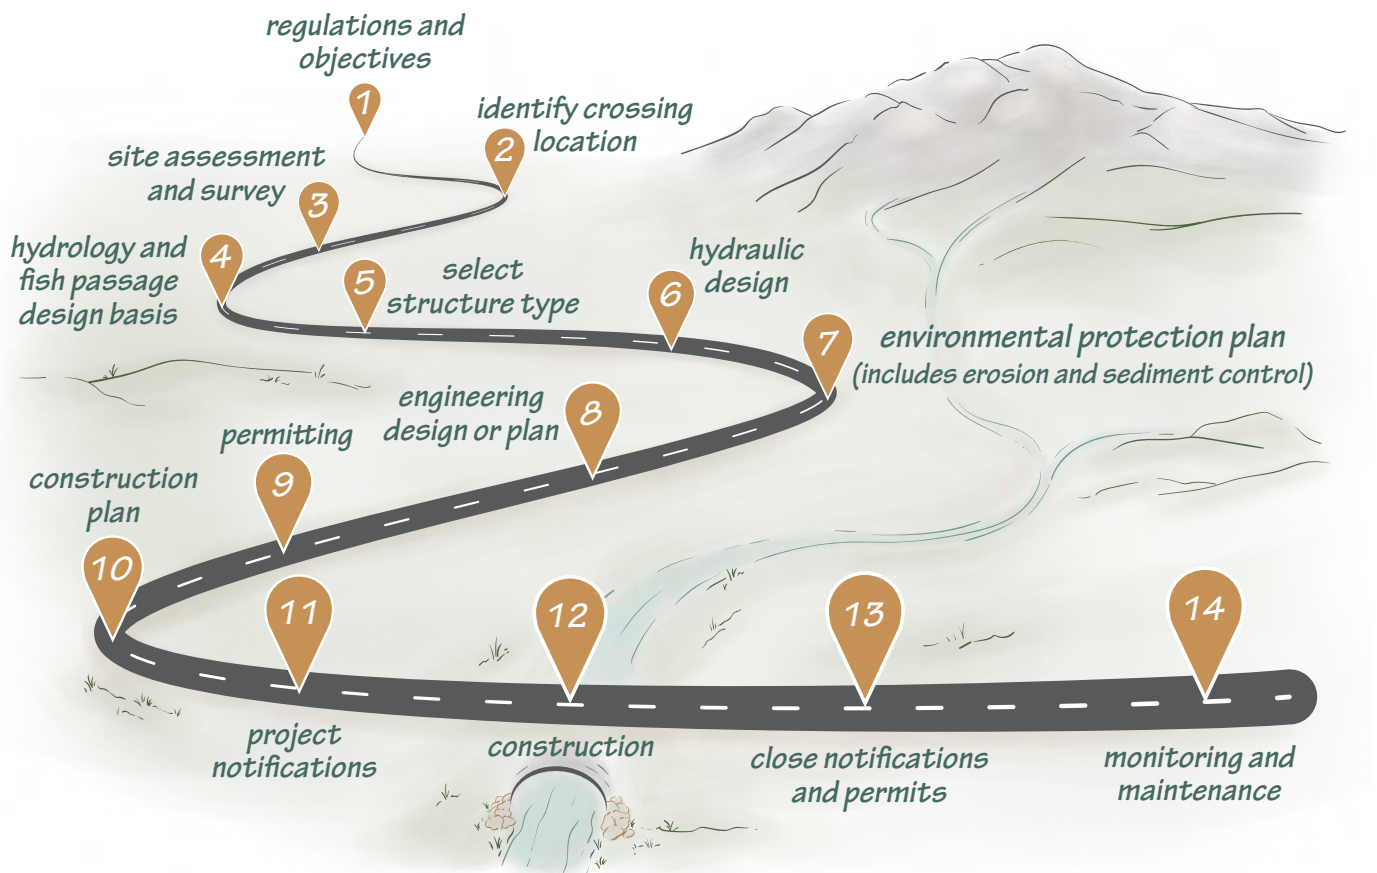 regulations and
objectives
1
identify crossing
location
2
site assessment
and survey
3
hydrology and
fish passage
design basis
4
select
structure type
5
hydraulic
design
6
environmental protection plan
(includes erosion and sediment control)
7
engineering
design or plan
8
permitting
9
construction
plan
10
11
project
notifications
12
construction
13
close notifications
and permits
14
monitoring and
maintenance